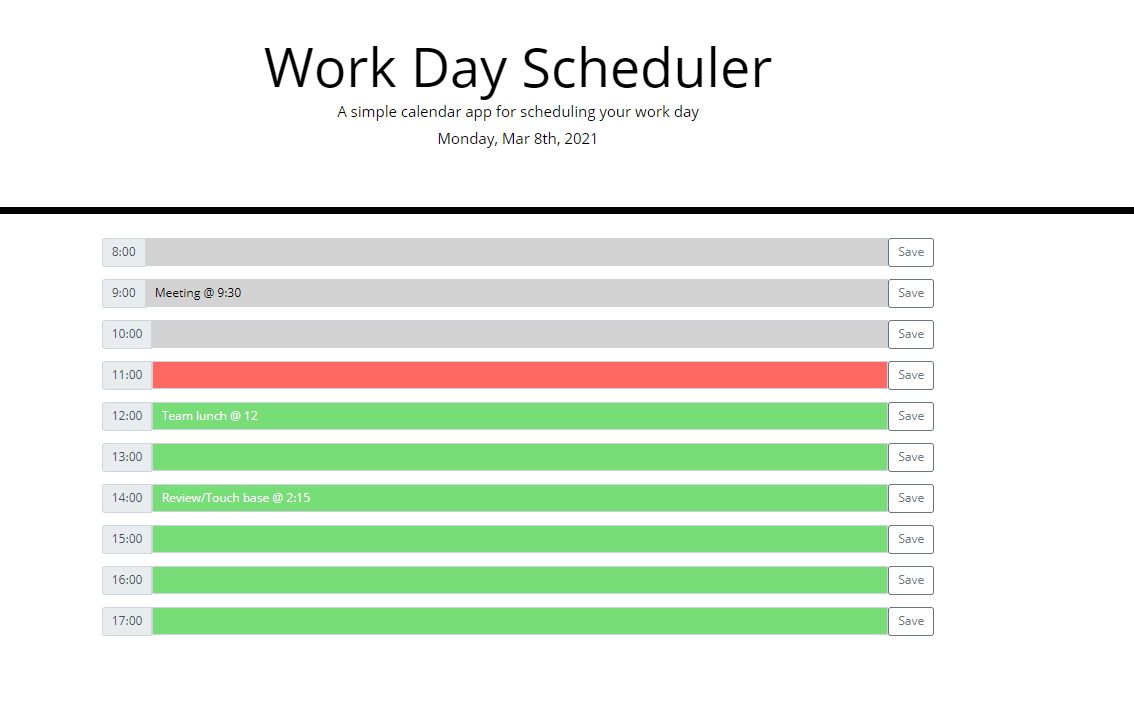 Work Day Scheduler
A simple calendar app for scheduling your work day
Monday, Mar 8th, 2021
8:00 Save
9:00 Meeting @ 9:30 Save
10:00 Save
11:00 Save
12:00 Team lunch @ 12 Save
13:00 Save
14:00 Review/Touch base @ 2:15 Save
15:00 Save
16:00 Save
17:00 Save